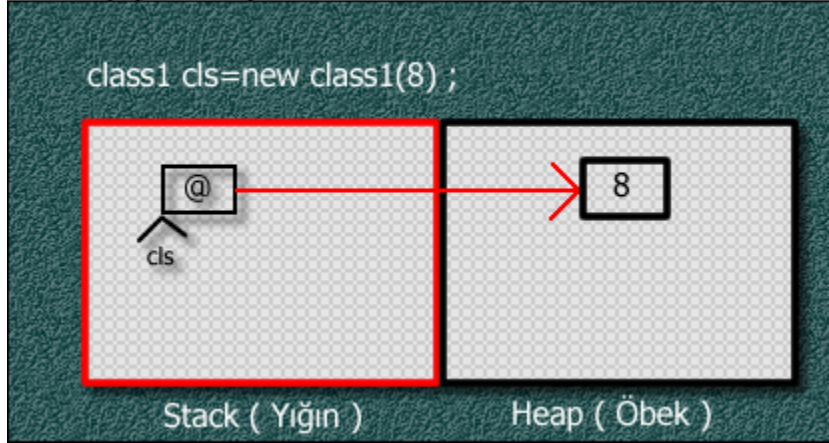 class1 cls=new class1(8) ;
@
8
cls
Stack ( Yığın )
Heap ( Öbek )